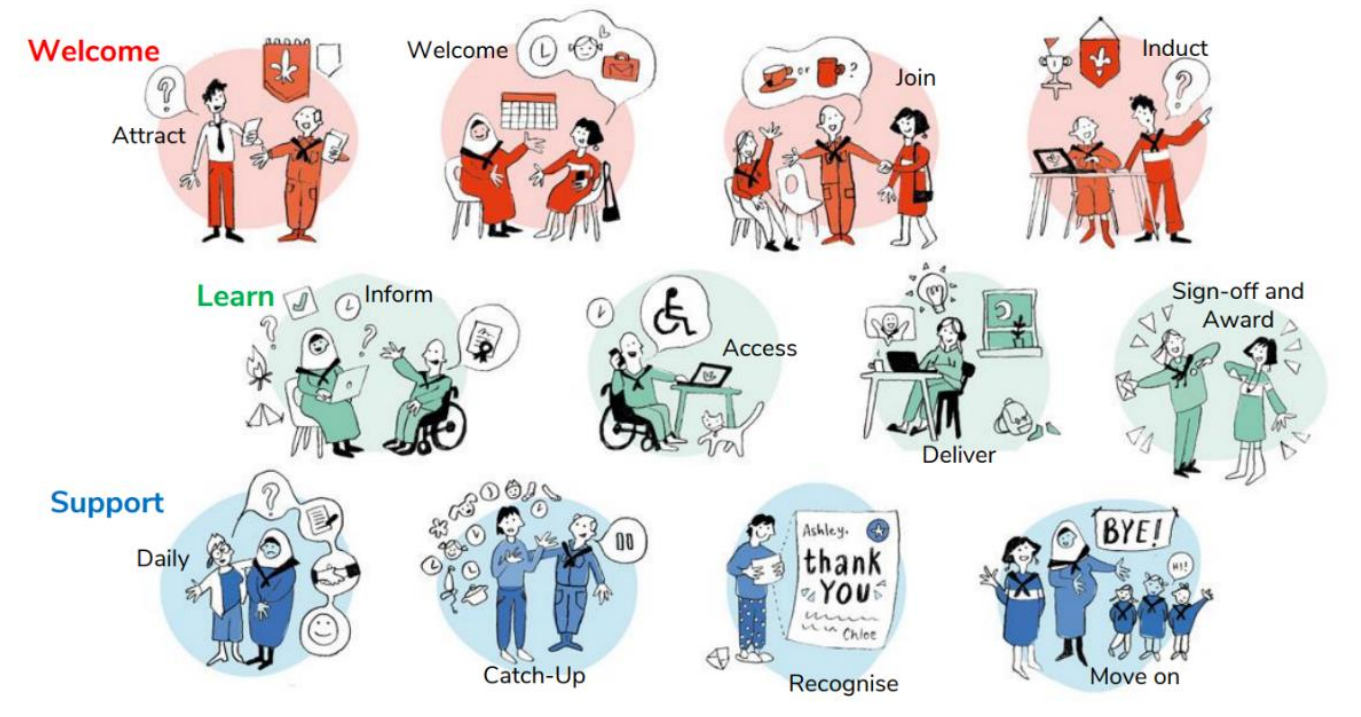 Welcome
Attract
?
Welcome
or ?
Join
Induct
?
Learn
Inform
?
?
Access
Deliver
Sign-off and
Award
Support
?
Daily
Catch-Up
Ashley,
thank
YOU
Chloe
Recognise
BYE!
HI!
Move on